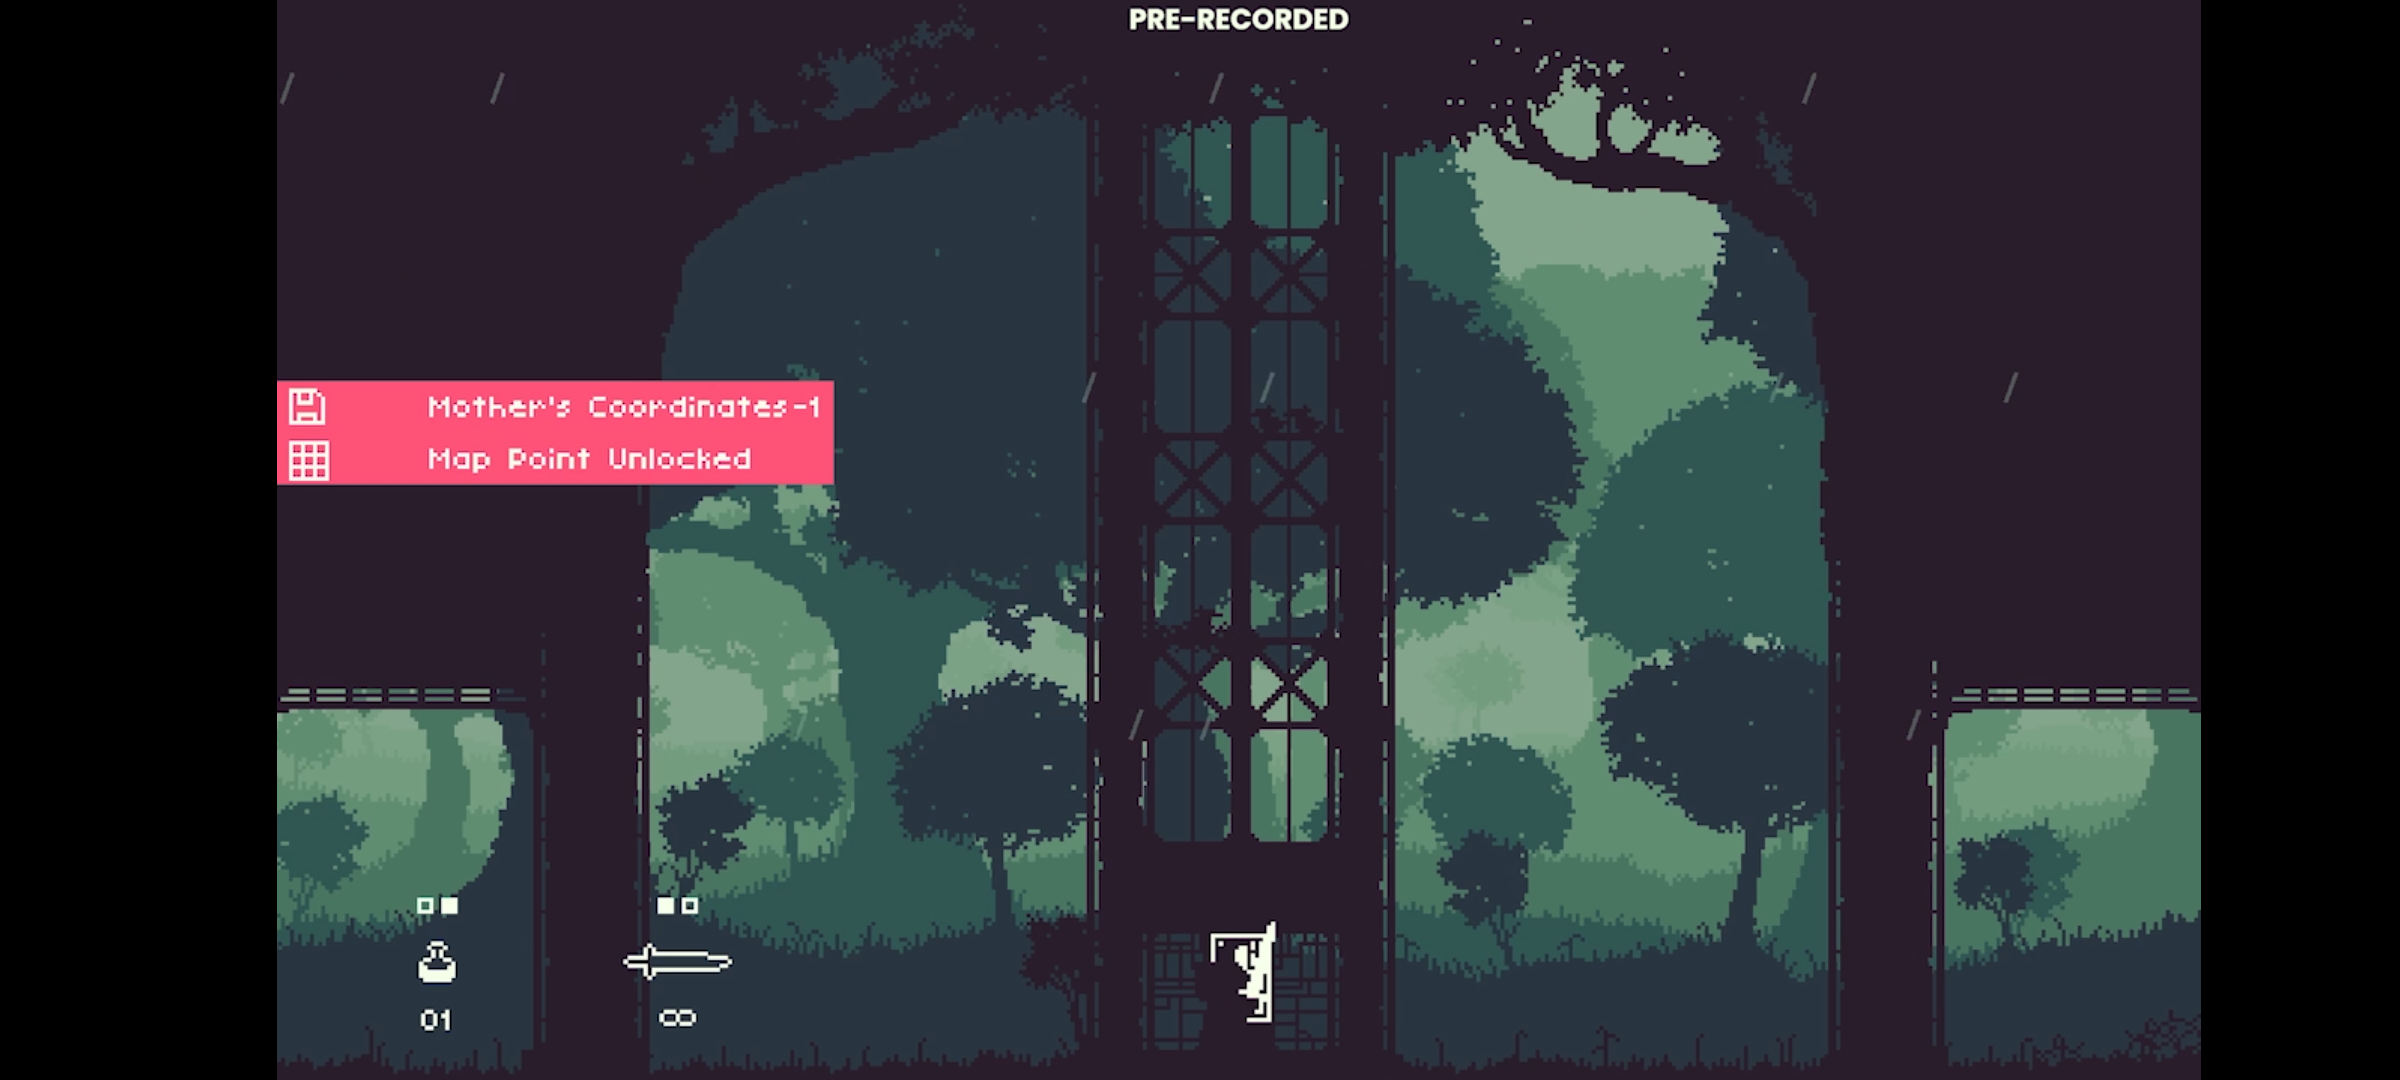 PRE-RECORDED
Mother's Coordinates-1
Map Point Unlocked
01
∞